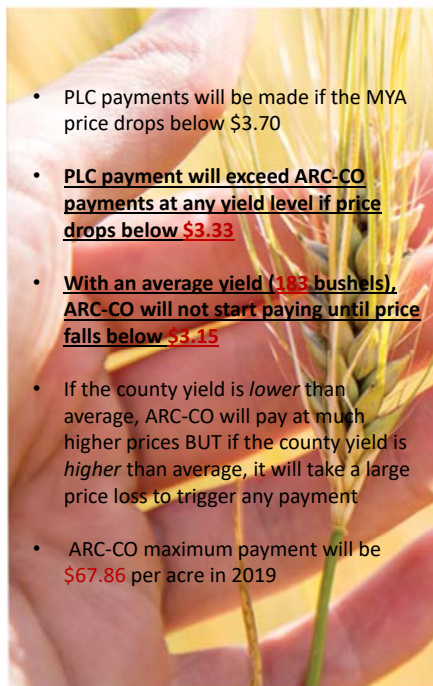 • PLC payments will be made if the MYA
price drops below $3.70
• PLC payment will exceed ARC-CO
payments at any yield level if price
drops below $3.33
• With an average yield (183 bushels),
ARC-CO will not start paying until price
falls below $3.15
• If the county yield is lower than
average, ARC-CO will pay at much
higher prices BUT if the county yield is
higher than average, it will take a large
price loss to trigger any payment
• ARC-CO maximum payment will be
$67.86 per acre in 2019